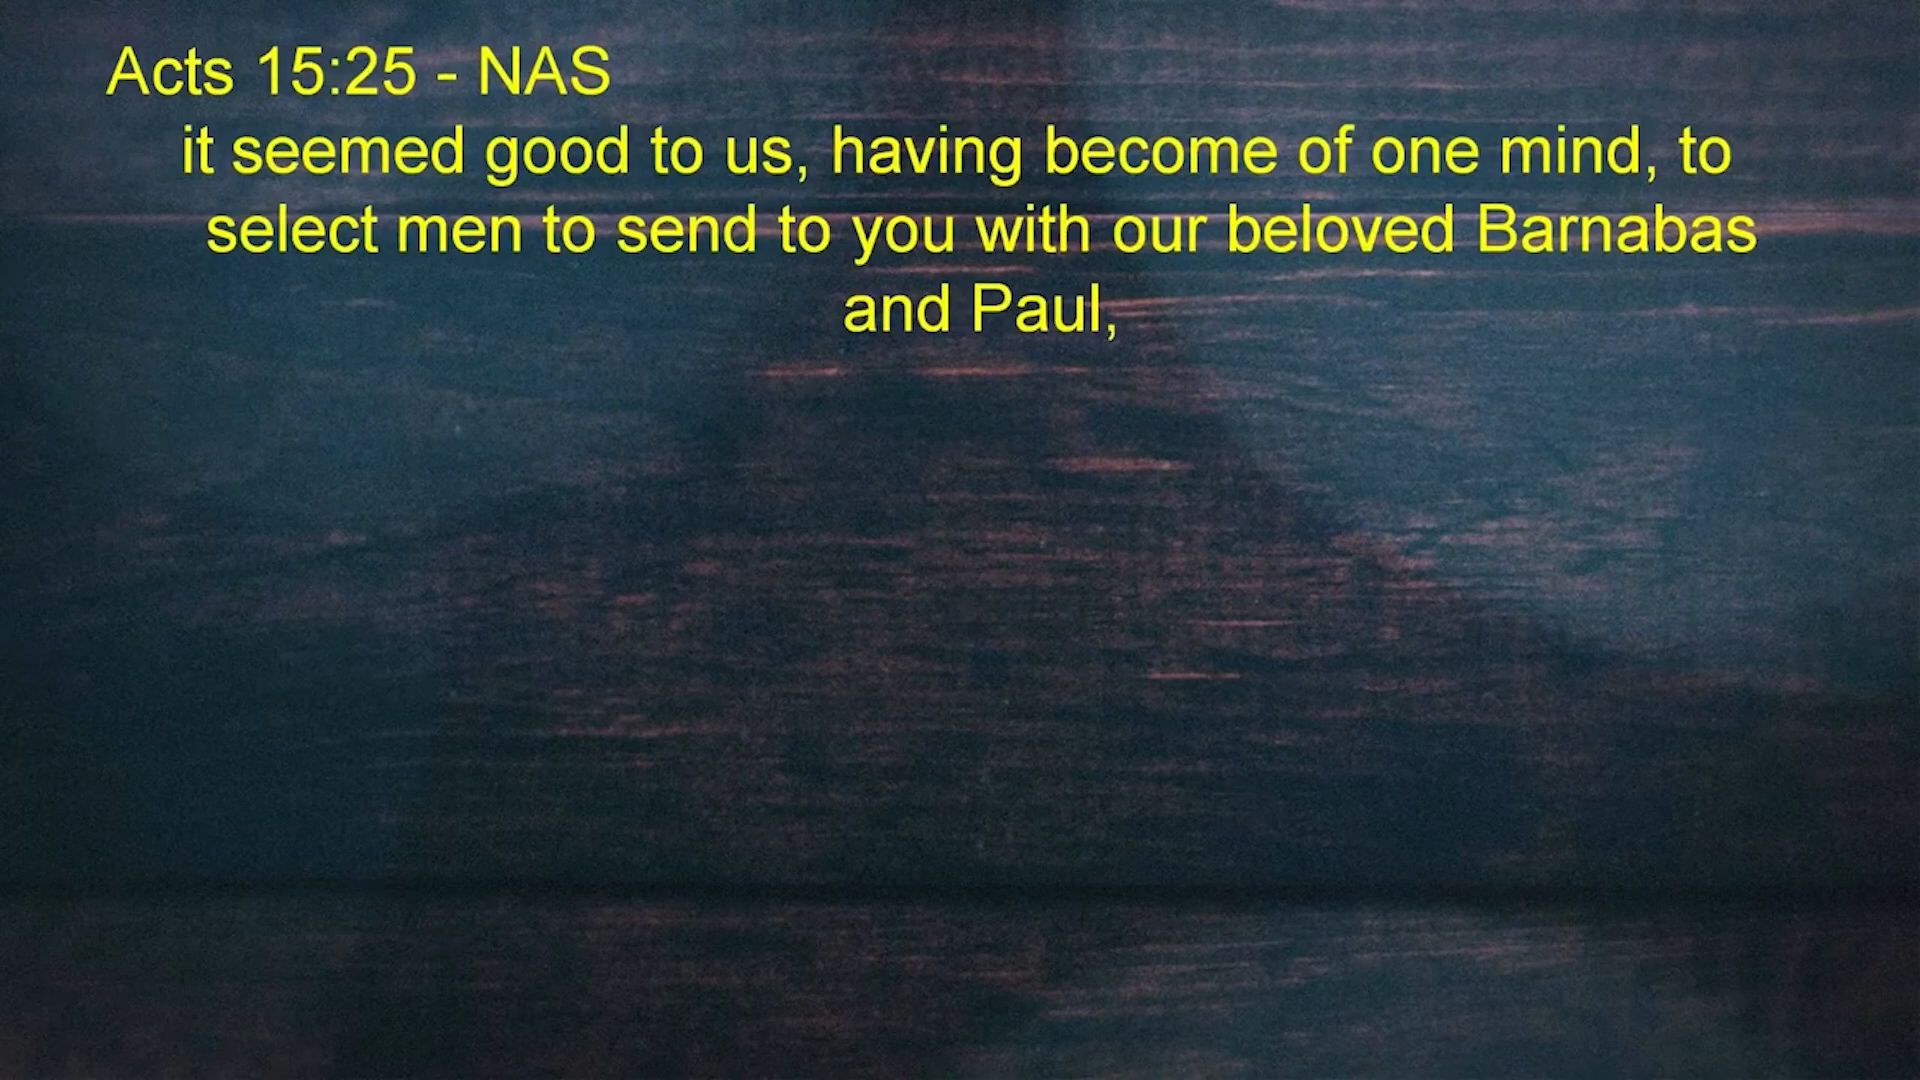 Acts 15:25 - NAS
it seemed good to us, having become of one mind, to
select men to send to you with our beloved Barnabas
and Paul,